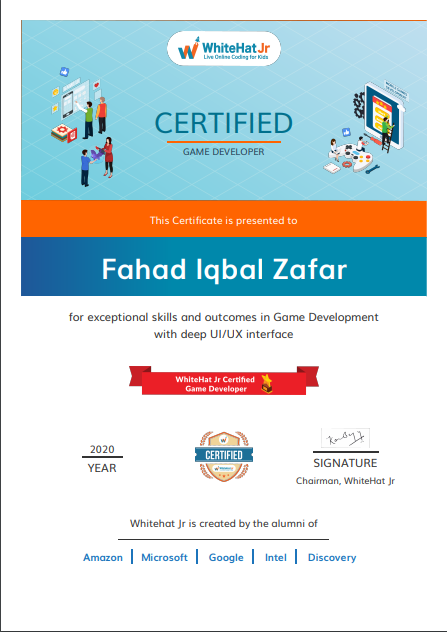 WhiteHat Jr
Live Online Coding for Kids
CERTIFIED
GAME DEVELOPER
This Certificate is presented to
Fahad Iqbal Zafar
for exceptional skills and outcomes in Game Development
with deep UI/UX interface
WhiteHat Jr Certified
Game Developer
2020
YEAR
CERTIFIED
SIGNATURE
Chairman, WhiteHat Jr
Whitehat Jr is created by the alumni of
Amazon | Microsoft | Google | Intel | Discovery